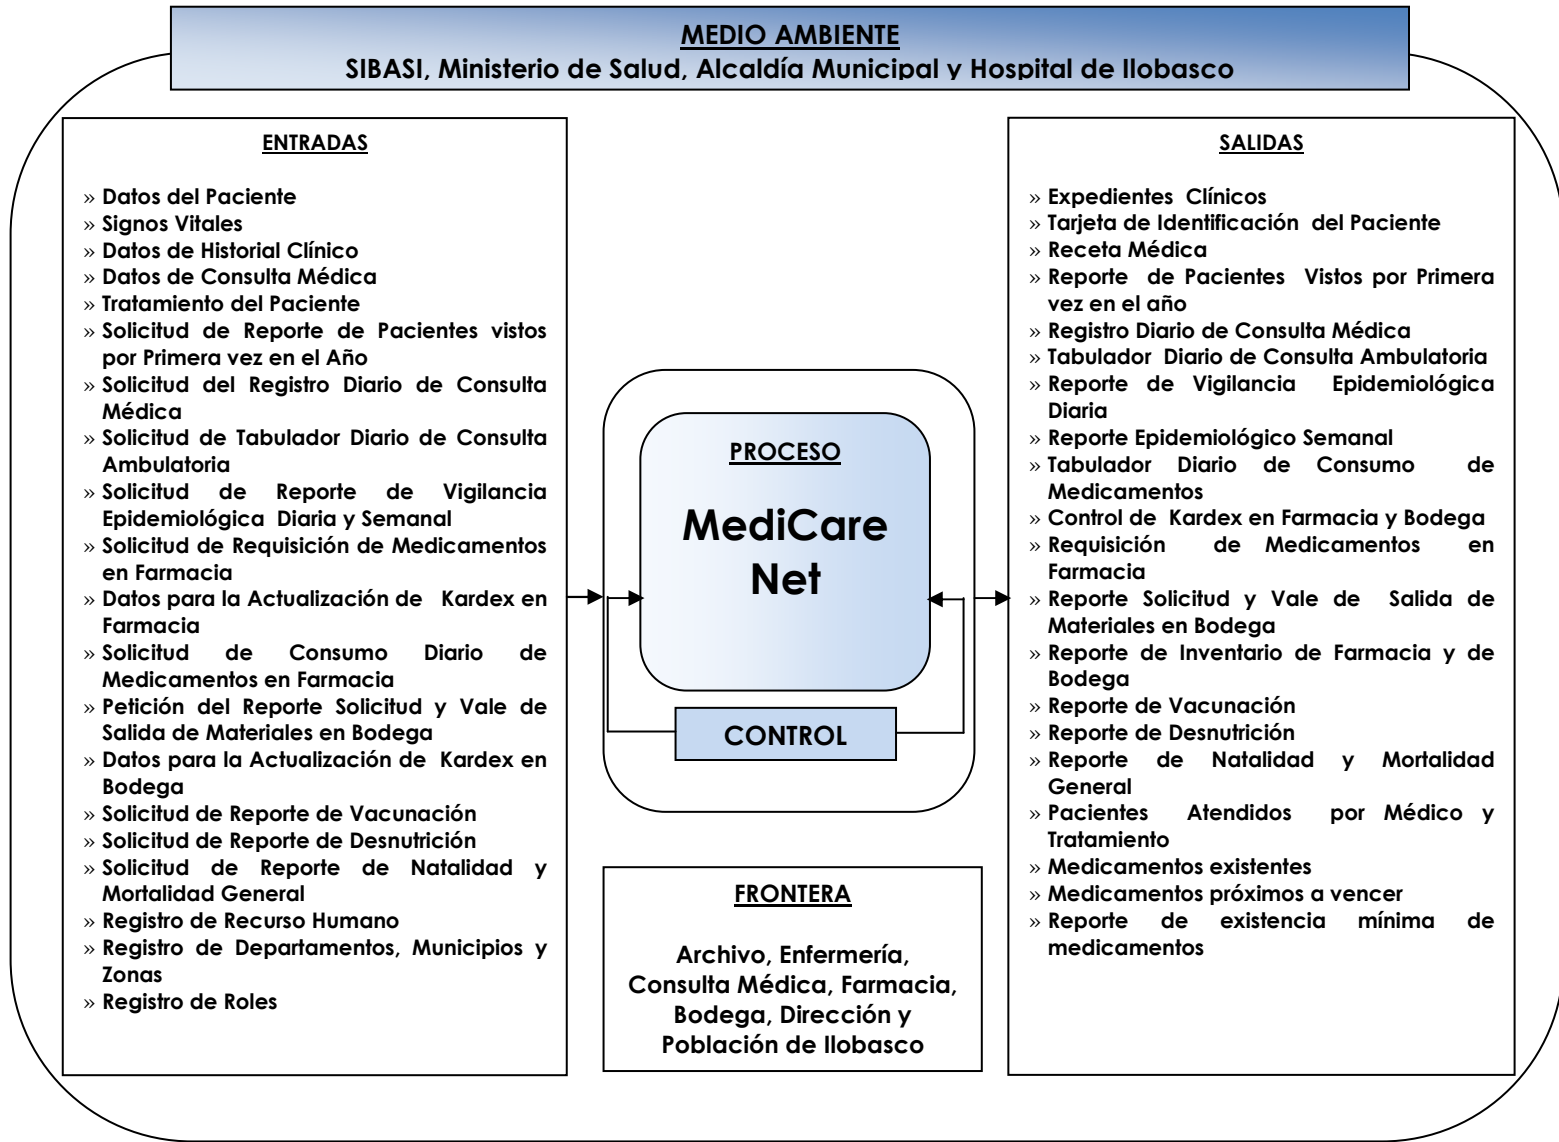 MEDIO AMBIENTE
SIBASI, Ministerio de Salud, Alcaldía Municipal y Hospital de Ilobasco
ENTRADAS
» Datos del Paciente
» Signos Vitales
» Datos de Historial Clínico
» Datos de Consulta Médica
» Tratamiento del Paciente
» Solicitud de Reporte de Pacientes vistos
por Primera vez en el Año
» Solicitud del Registro Diario de Consulta
Médica
» Solicitud de Tabulador Diario de Consulta
Ambulatoria
» Solicitud de Reporte de Vigilancia
Epidemiológica Diaria y Semanal
» Solicitud de Requisición de Medicamentos
en Farmacia
» Datos para la Actualización de Kardex en
Farmacia
» Solicitud de Consumo Diario de
Medicamentos en Farmacia
» Petición del Reporte Solicitud y Vale de
Salida de Materiales en Bodega
» Datos para la Actualización de Kardex en
Bodega
» Solicitud de Reporte de Vacunación
» Solicitud de Reporte de Desnutrición
» Solicitud de Reporte de Natalidad y
Mortalidad General
» Registro de Recurso Humano
» Registro de Departamentos, Municipios y
Zonas
» Registro de Roles
PROCESO
MediCare
Net
CONTROL
FRONTERA
Archivo, Enfermería,
Consulta Médica, Farmacia,
Bodega, Dirección y
Población de Ilobasco
SALIDAS
» Expedientes Clínicos
» Tarjeta de Identificación del Paciente
» Receta Médica
» Reporte de Pacientes Vistos por Primera
vez en el año
» Registro Diario de Consulta Médica
» Tabulador Diario de Consulta Ambulatoria
» Reporte de Vigilancia Epidemiológica
Diaria
» Reporte Epidemiológico Semanal
» Tabulador Diario de Consumo de
Medicamentos
» Control de Kardex en Farmacia y Bodega
» Requisición de Medicamentos en
Farmacia
» Reporte Solicitud y Vale de Salida de
Materiales en Bodega
» Reporte de Inventario de Farmacia y de
Bodega
» Reporte de Vacunación
» Reporte de Desnutrición
» Reporte de Natalidad y Mortalidad
General
» Pacientes Atendidos por Médico y
Tratamiento
» Medicamentos existentes
» Medicamentos próximos a vencer
» Reporte de existencia mínima de
medicamentos